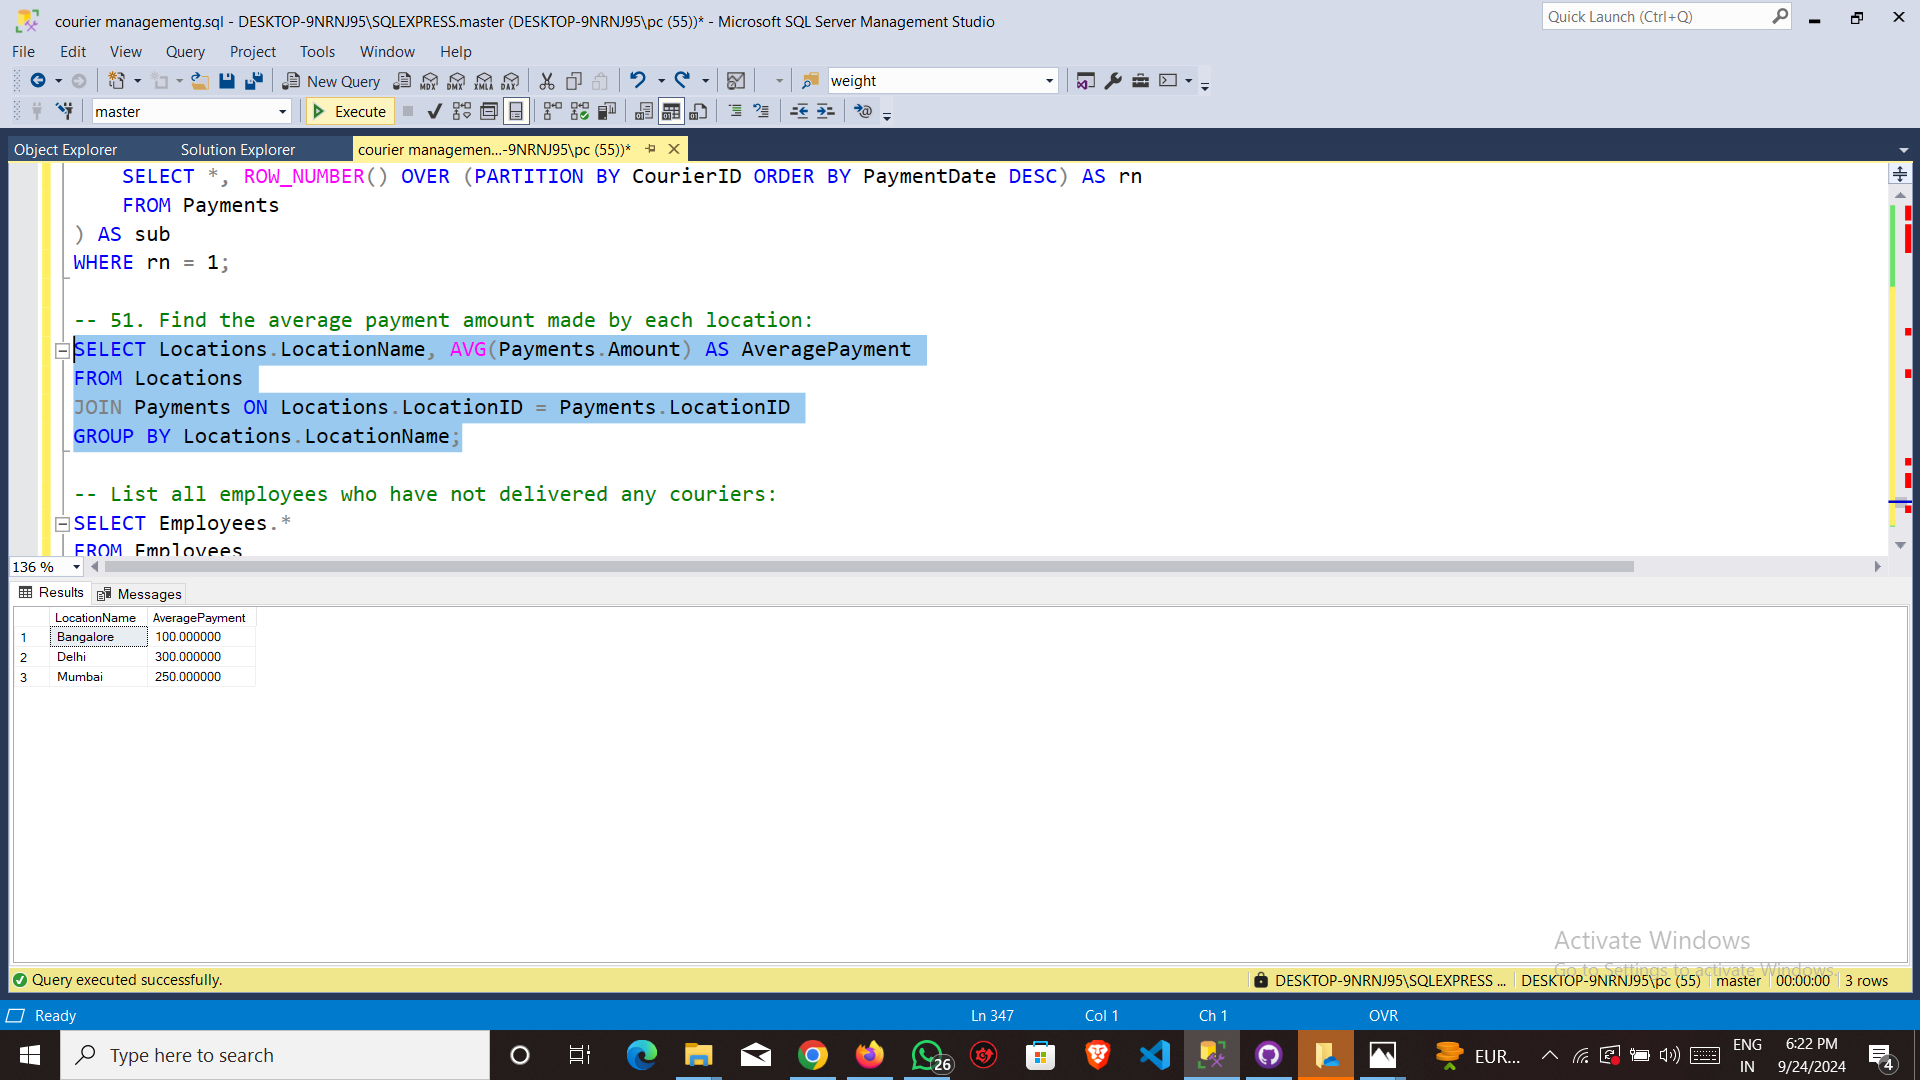 courier managementg.sql - DESKTOP-9NRNJ95\SQLEXPRESS.master (DESKTOP-9NRNJ95\pc (55))* - Microsoft SQL Server Management Studio
Quick Launch (Ctrl+Q)
File Edit View Query Project Tools Window Help
New Query MDX DMX XMLA DAX weight
master Execute
Object Explorer Solution Explorer courier managemen...-9NRNJ95\pc (55))*
SELECT *, ROW_NUMBER() OVER (PARTITION BY CourierID ORDER BY PaymentDate DESC) AS rn
FROM Payments
) AS sub
WHERE rn = 1;
-- 51. Find the average payment amount made by each location:
SELECT Locations.LocationName, AVG(Payments.Amount) AS AveragePayment
FROM Locations
JOIN Payments ON Locations.LocationID = Payments.LocationID
GROUP BY Locations.LocationName;
-- List all employees who have not delivered any couriers:
SELECT Employees.*
FROM Employees
136 %
Results Messages
LocationName AveragePayment
1 Bangalore 100.000000
2 Delhi 300.000000
3 Mumbai 250.000000
Activate Windows
Go to Settings to activate Windows.
Query executed successfully. DESKTOP-9NRNJ95\SQLEXPRESS ... DESKTOP-9NRNJ95\pc (55) master 00:00:00 3 rows
Ready Ln 347 Col 1 Ch 1 OVR
Type here to search 26 EUR... ENG IN 6:22 PM 9/24/2024 4